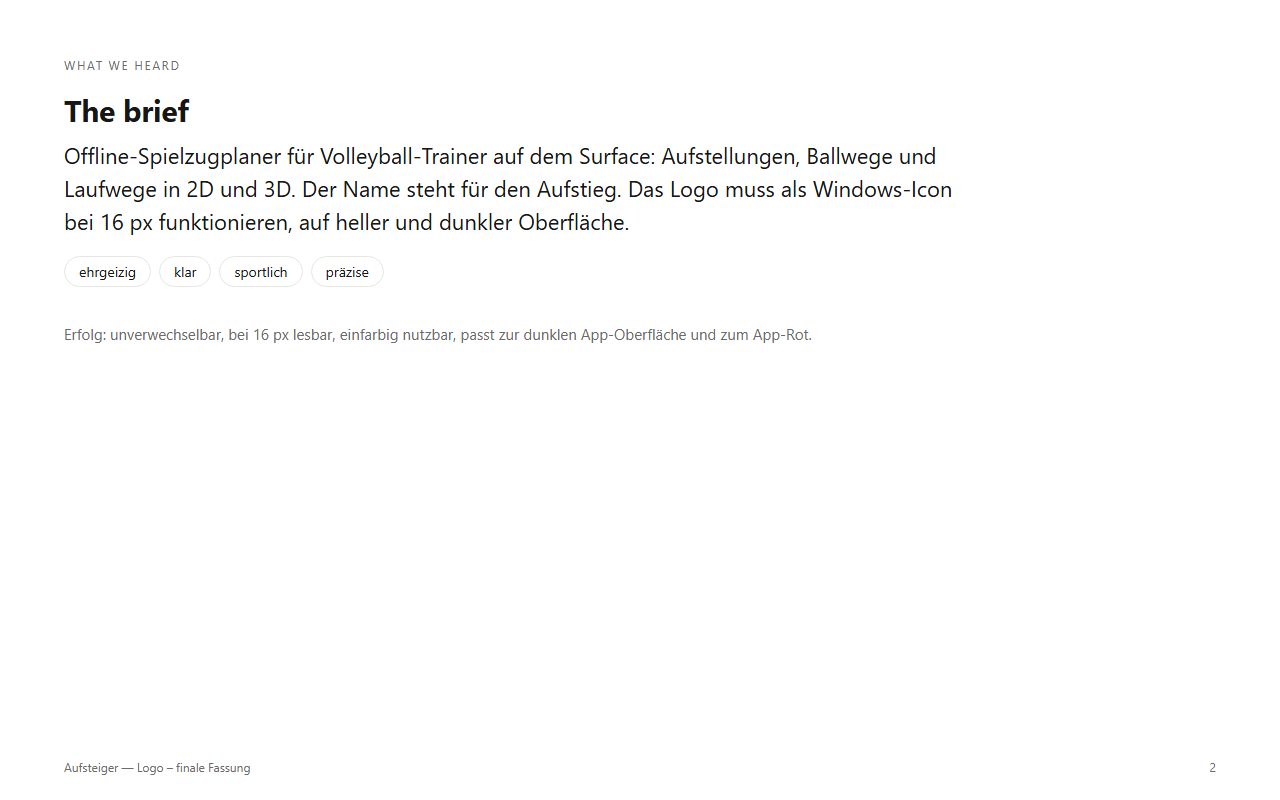 WHAT WE HEARD
The brief
Offline-Spielzugplaner für Volleyball-Trainer auf dem Surface: Aufstellungen, Ballwege und
Laufwege in 2D und 3D. Der Name steht für den Aufstieg. Das Logo muss als Windows-Icon
bei 16 px funktionieren, auf heller und dunkler Oberfläche.
ehrgeizig klar sportlich präzise
Erfolg: unverwechselbar, bei 16 px lesbar, einfarbig nutzbar, passt zur dunklen App-Oberfläche und zum App-Rot.
Aufsteiger — Logo – finale Fassung 2